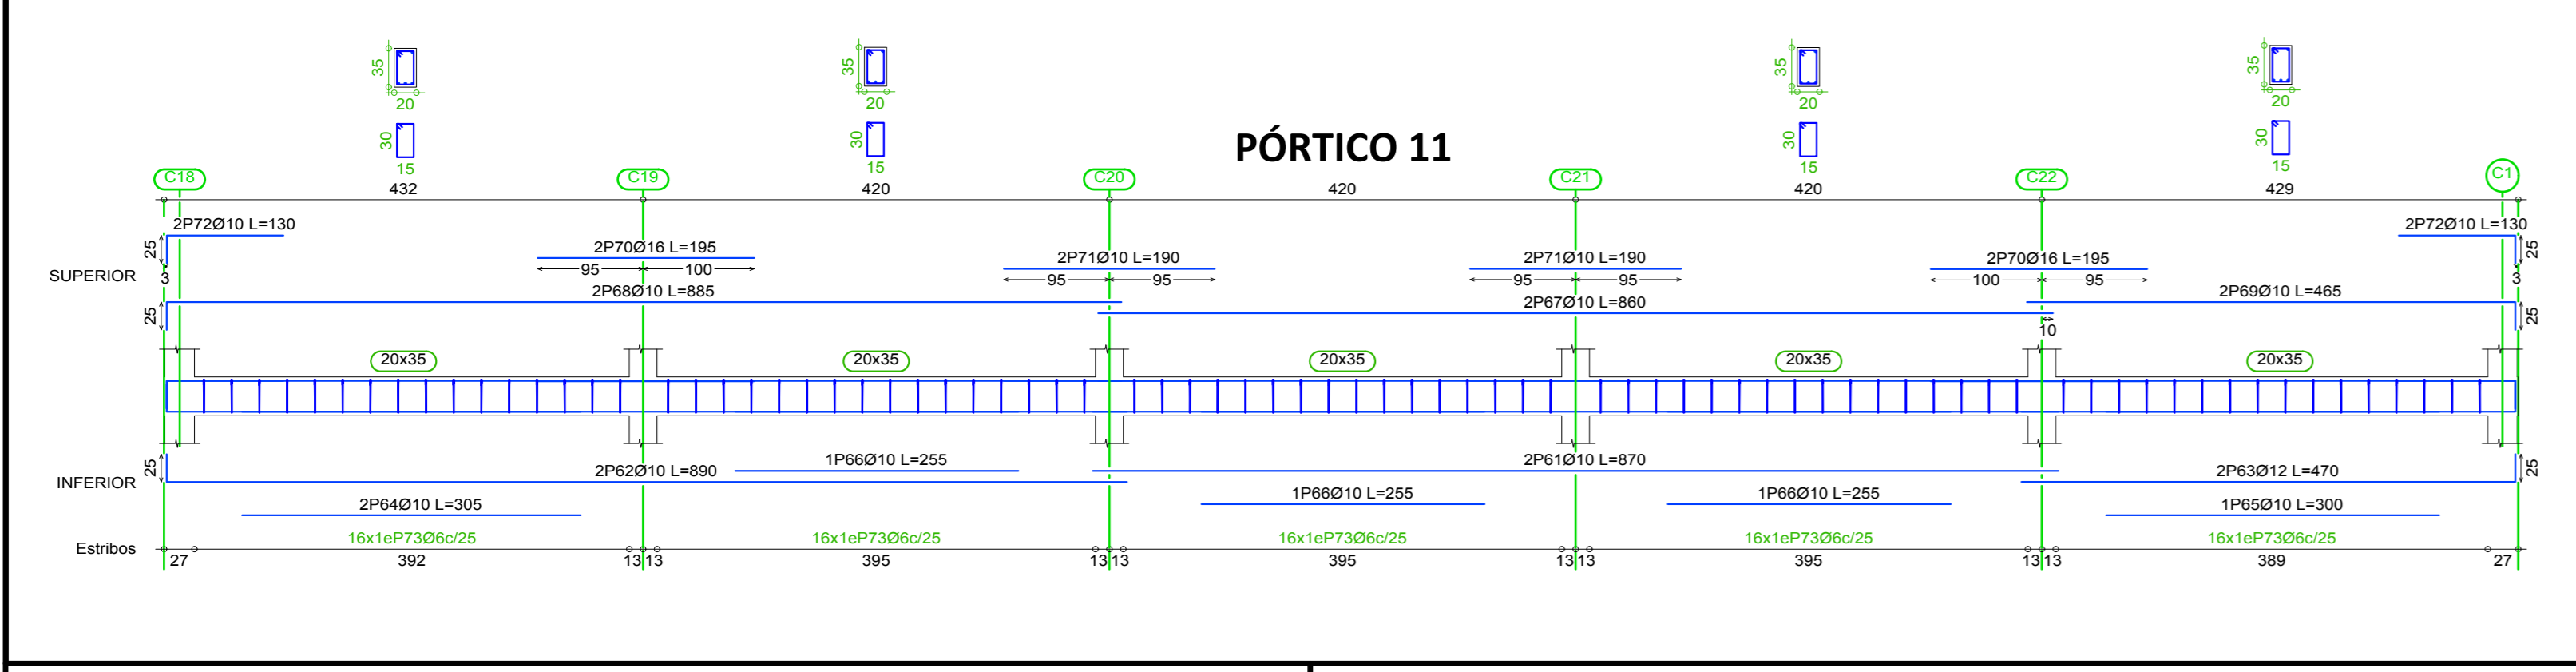 35 35 35 35
20 20 20 20
30 30 30 30
15 15 15 15
PÓRTICO 11
C18 C19 C20 C21 C22 C1
432 420 420 420 429
2P72Ø10 L=130 2P72Ø10 L=130
25 2P70Ø16 L=195 2P71Ø10 L=190 2P71Ø10 L=190 2P70Ø16 L=195 25
SUPERIOR
3 95 100 95 95 95 95 100 95 3
2P68Ø10 L=885 2P67Ø10 L=860 2P69Ø10 L=465
25 25
10
20x35 20x35 20x35 20x35 20x35
25 2P62Ø10 L=890 1P66Ø10 L=255 2P61Ø10 L=870 2P63Ø12 L=470 25
INFERIOR
2P64Ø10 L=305 1P66Ø10 L=255 1P66Ø10 L=255 1P65Ø10 L=300
16x1eP73Ø6c/25 16x1eP73Ø6c/25 16x1eP73Ø6c/25 16x1eP73Ø6c/25 16x1eP73Ø6c/25
Estribos
27 392 13 13 395 13 13 395 13 13 395 13 13 389 27